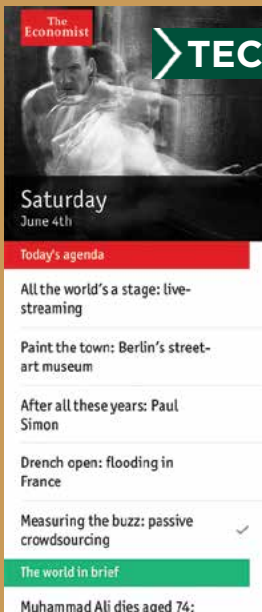 The
Economist
TEC
Saturday
June 4th
Today's agenda
All the world's a stage: live-
streaming
Paint the town: Berlin's street-
art museum
After all these years: Paul
Simon
Drench open: flooding in
France
Measuring the buzz: passive
crowdsourcing
The world in brief
Muhammad Ali dies aged 74: